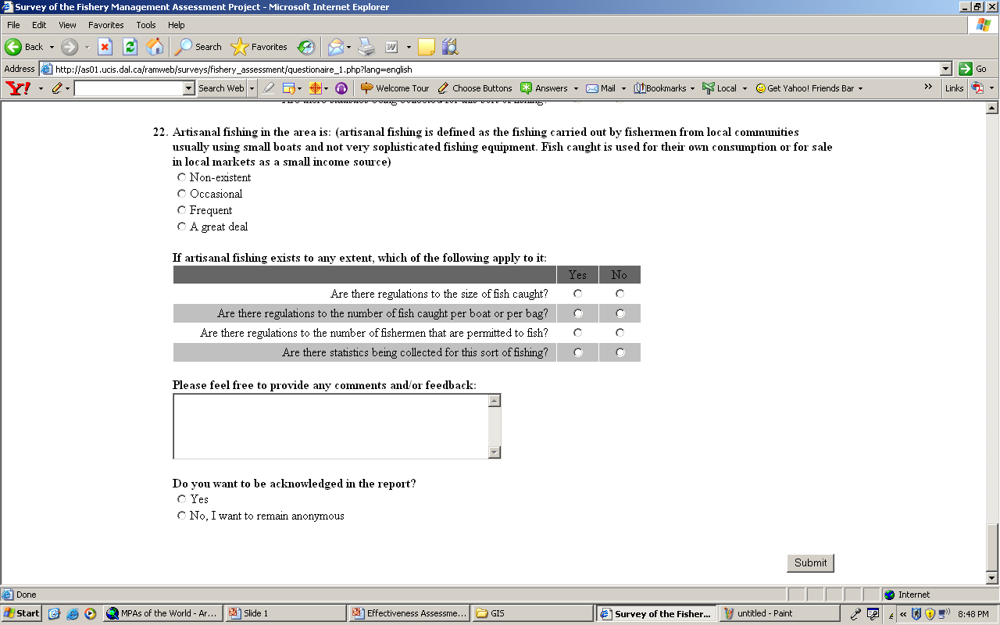 Survey of the Fishery Management Assessment Project - Microsoft Internet Explorer
File Edit View Favorites Tools Help
Back Search Favorites
Address http://as01.ucis.dal.ca/ramweb/surveys/fishery_assessment/questionaire_1.php?lang=english Go
Y! Search Web Welcome Tour Choose Buttons Answers Mail Bookmarks Local Get Yahoo! Friends Bar » Links
Are there statistics being collected for this sort of fishing?
22. Artisanal fishing in the area is: (artisanal fishing is defined as the fishing carried out by fishermen from local communities
usually using small boats and not very sophisticated fishing equipment. Fish caught is used for their own consumption or for sale
in local markets as a small income source)
Non-existent
Occasional
Frequent
A great deal
If artisanal fishing exists to any extent, which of the following apply to it:
Yes No
Are there regulations to the size of fish caught?
Are there regulations to the number of fish caught per boat or per bag?
Are there regulations to the number of fishermen that are permitted to fish?
Are there statistics being collected for this sort of fishing?
Please feel free to provide any comments and/or feedback:
Do you want to be acknowledged in the report?
Yes
No, I want to remain anonymous
Submit
Done Internet
Start MPAs of the World - Ar... Slide 1 Effectiveness Assessme... GIS Survey of the Fisher... untitled - Paint « 8:48 PM